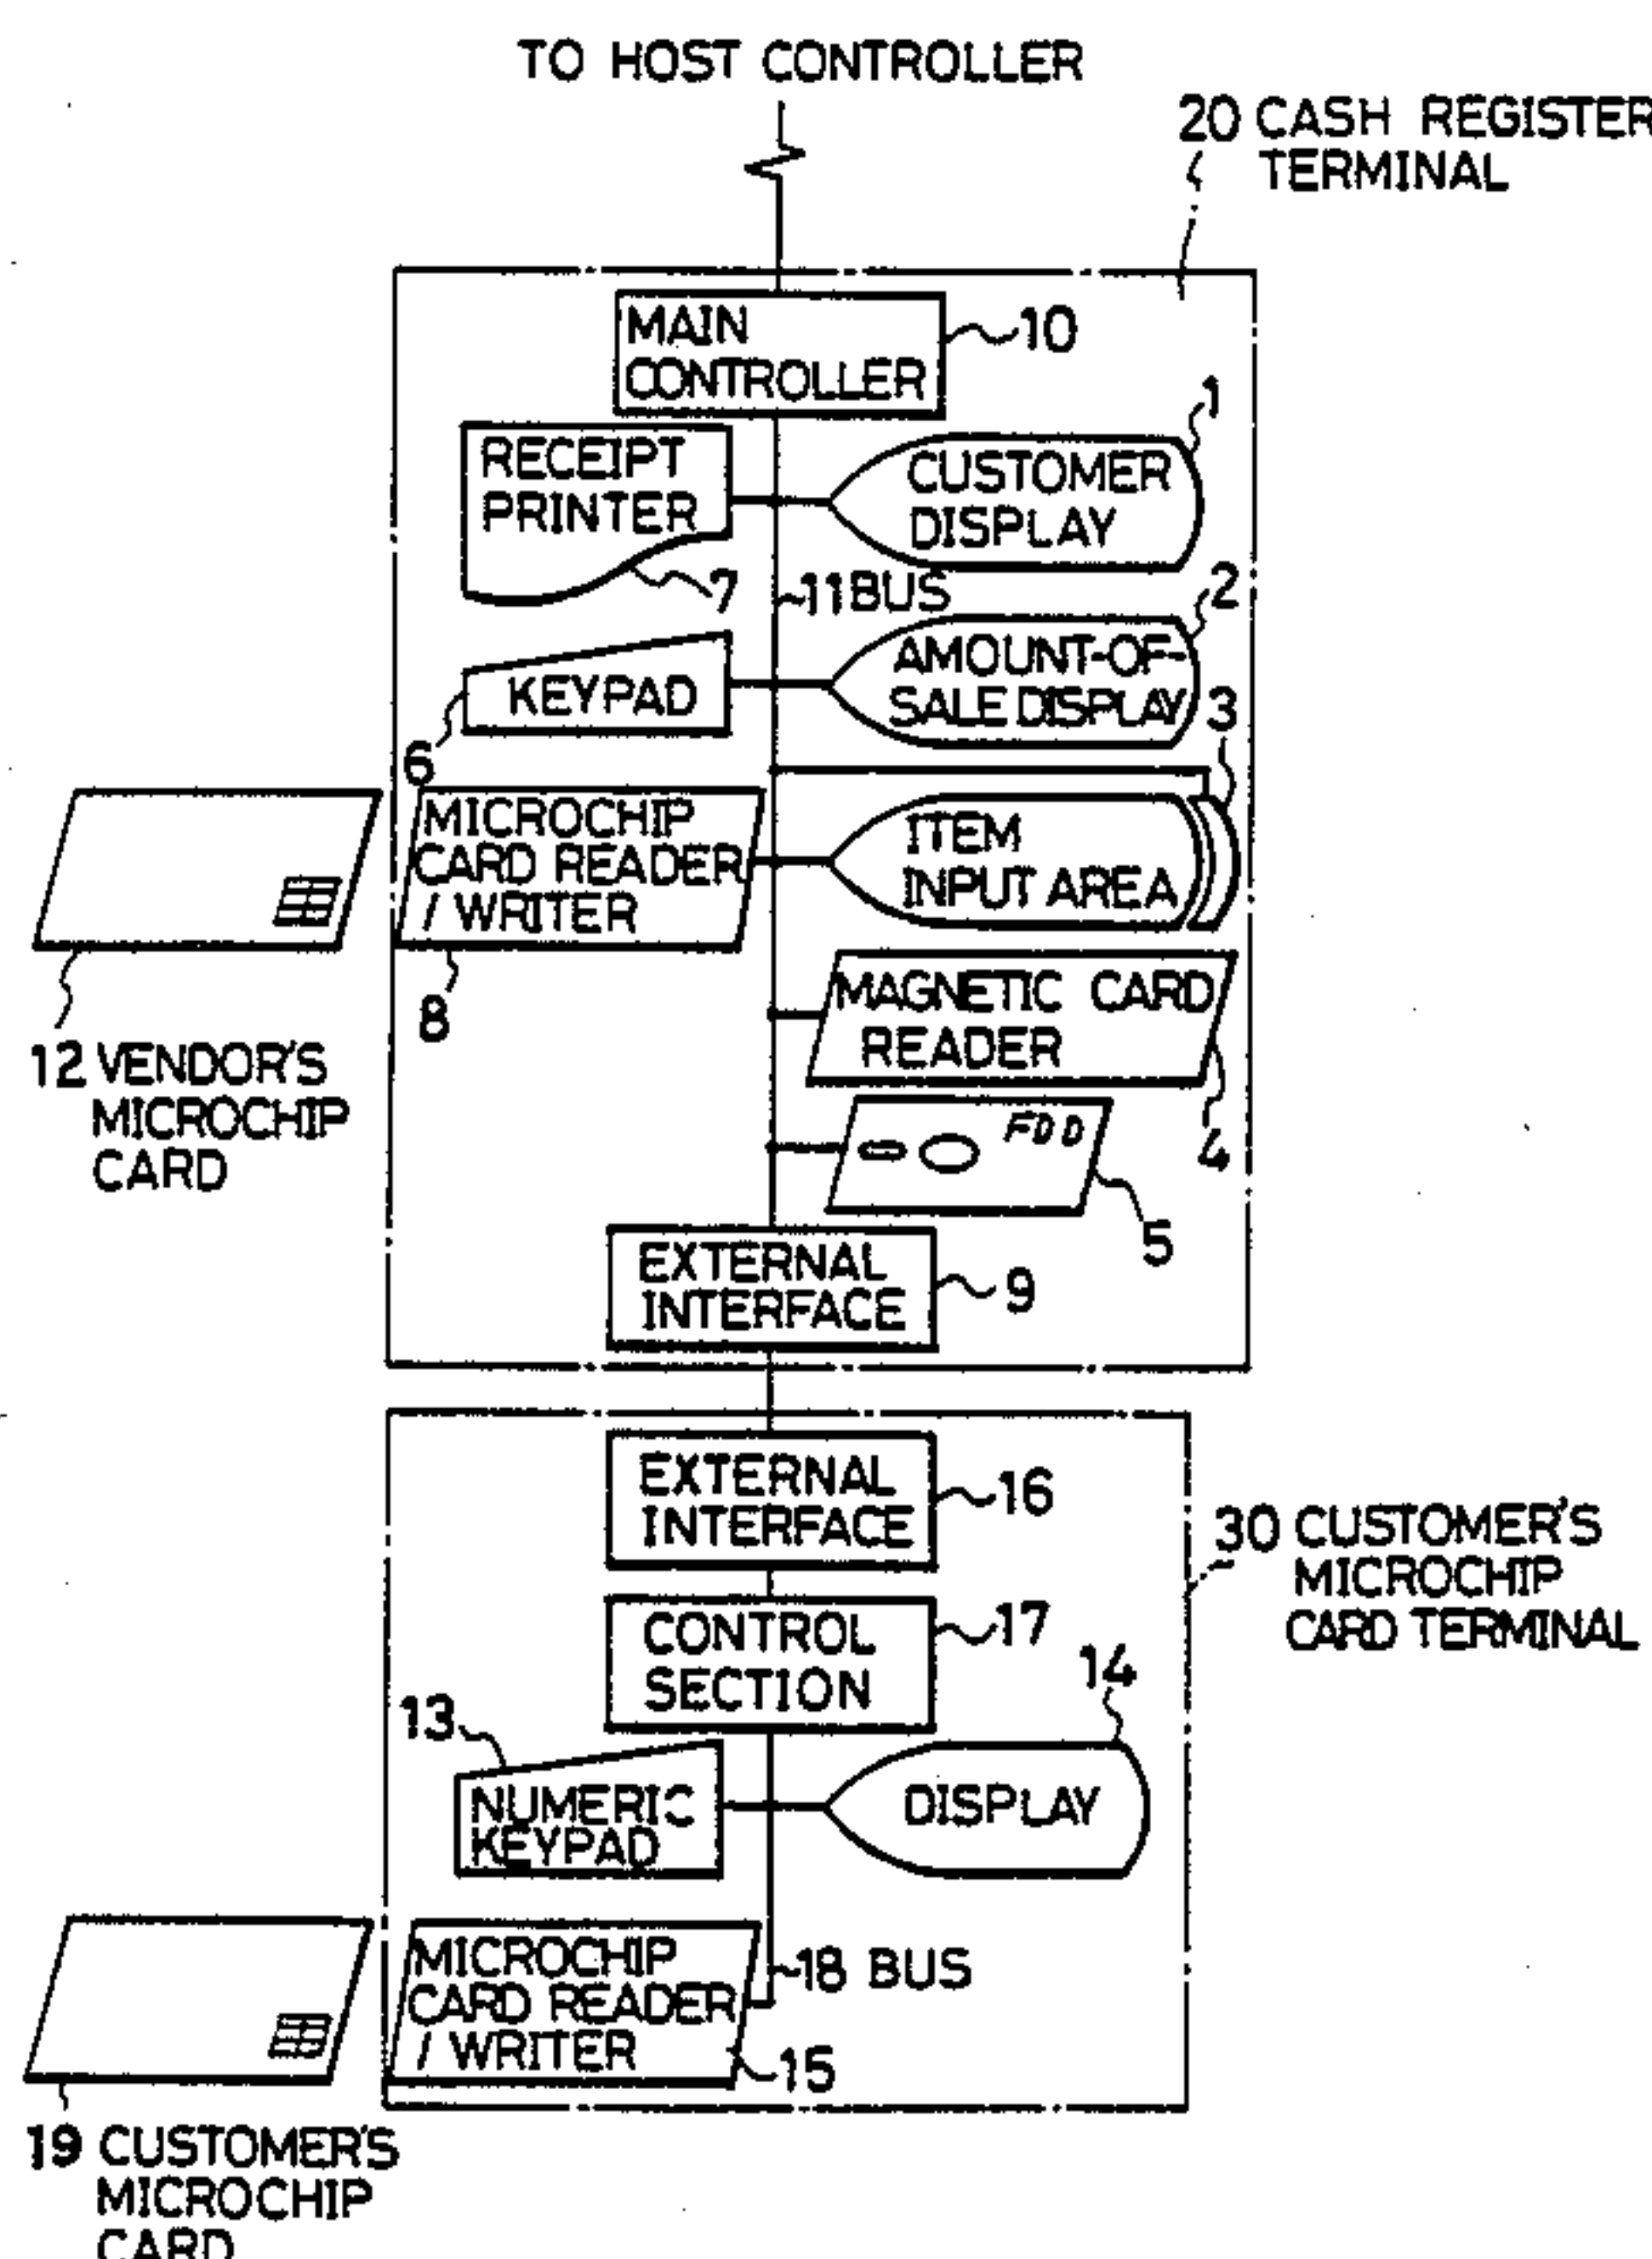 TO HOST CONTROLLER
20 CASH REGISTER
TERMINAL
MAIN
CONTROLLER
10
1
RECEIPT
PRINTER
CUSTOMER
DISPLAY
7
11 BUS
2
KEYPAD
AMOUNT-OF-
SALE DISPLAY
3
6
MICROCHIP
CARD READER
/ WRITER
ITEM
INPUT AREA
8
MAGNETIC CARD
READER
4
12 VENDOR'S
MICROCHIP
CARD
FDD
5
EXTERNAL
INTERFACE
9
EXTERNAL
INTERFACE
16
30 CUSTOMER'S
MICROCHIP
CARD TERMINAL
CONTROL
SECTION
17
14
13
NUMERIC
KEYPAD
DISPLAY
MICROCHIP
CARD READER
/ WRITER
18 BUS
15
19 CUSTOMER'S
MICROCHIP
CARD